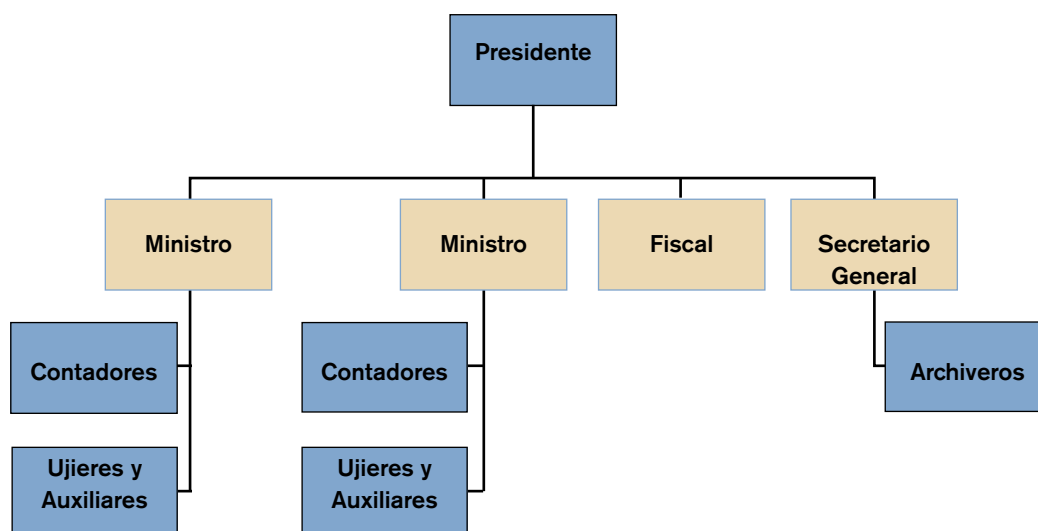 Presidente
Ministro
Ministro
Fiscal
Secretario
General
Contadores
Contadores
Archiveros
Ujieres y
Auxiliares
Ujieres y
Auxiliares